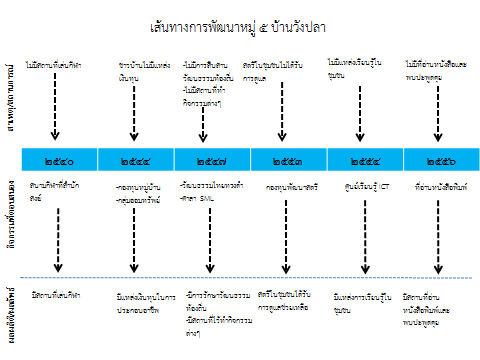 เส้นทางการพัฒนาหมู่ ๕ บ้านวังปลา
สาเหตุ/สถานการณ์
ไม่มีสถานที่เล่นกีฬา
ชาวบ้านไม่มีแหล่ง
เงินทุน
-ไม่มีการสืบสาน
วัฒนธรรมท้องถิ่น
-ไม่มีสถานที่ทำ
กิจกรรมต่างๆ
สตรีในชุมชนไม่ได้รับ
การดูแล
ไม่มีแหล่งเรียนรู้ใน
ชุมชน
ไม่มีที่อ่านหนังสือและ
พบปะพูดคุย
๒๕๔๐
๒๕๔๔
๒๕๔๗
๒๕๕๓
๒๕๕๔
๒๕๕๖
กิจกรรมที่ตอบสนอง
สนามกีฬาที่สำนัก
สงฆ์
-กองทุนหมู่บ้าน
-กลุ่มออมทรัพย์
-วัฒนธรรมไทยทรงดำ
-ศาลา SML
กองทุนพัฒนาสตรี
ศูนย์เรียนรู้ ICT
ที่อ่านหนังสือพิมพ์
ผลผลิต/ผลลัพธ์
มีสถานที่เล่นกีฬา
มีแหล่งเงินทุนในการ
ประกอบอาชีพ
-มีการรักษาวัฒนธรรม
ท้องถิ่น
-มีสถานที่ไว้ทำกิจกรรม
ต่างๆ
สตรีในชุมชนได้รับ
การดูแลช่วยเหลือ
มีแหล่งการเรียนรู้ใน
ชุมชน
มีสถานที่อ่าน
หนังสือพิมพ์และ
พบปะพูดคุย